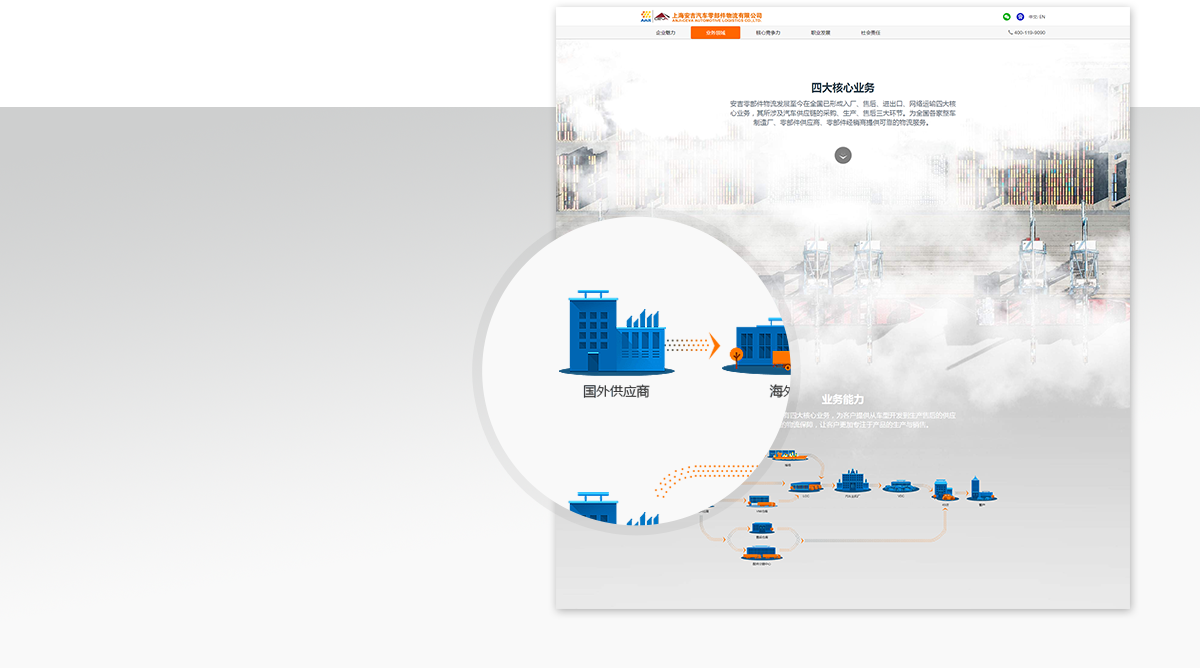 上海安吉汽车零部件物流有限公司
ANJI-CEVA AUTOMOTIVE LOGISTICS CO.,LTD.
中文/EN
企业魅力
业务领域
核心竞争力
职业发展
社会责任
400-119-9090
四大核心业务
安吉零部件物流发展至今在全国已形成入厂、售后、进出口、网络运输四大核
心业务，其所涉及汽车供应链的采购、生产、售后三大环节。为全国各家整车
制造厂、零部件供应商、零部件经销商提供可靠的物流服务。
国外供应商
海外
业务能力
四大核心业务，为客户提供从车型开发到生产售后的供应
的物流保障，让客户更加专注于产品的生产与销售。